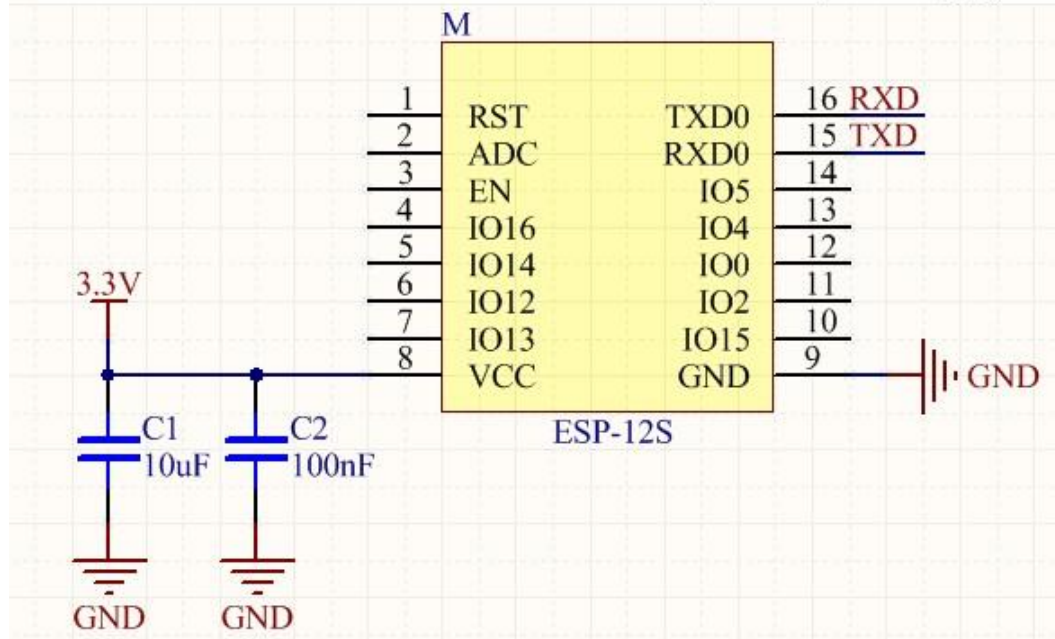 M
1 RST TXD0 16 RXD
2 ADC RXD0 15 TXD
3 EN IO5 14
4 IO16 IO4 13
5 IO14 IO0 12
6 IO12 IO2 11
7 IO13 IO15 10
8 VCC GND 9 GND
ESP-12S
3.3V
C1
10uF
C2
100nF
GND
GND